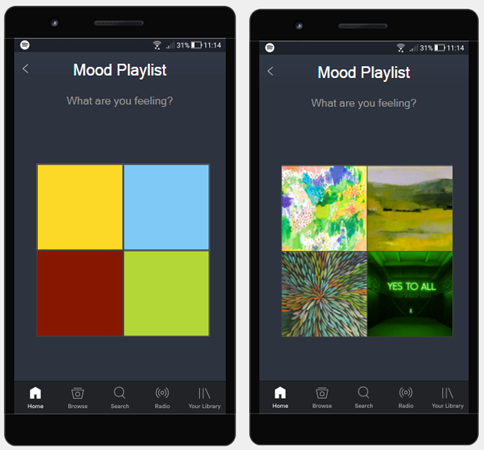 31% 11:14
Mood Playlist
What are you feeling?
Home Browse Search Radio Your Library
31% 11:14
Mood Playlist
What are you feeling?
YES TO ALL
Home Browse Search Radio Your Library